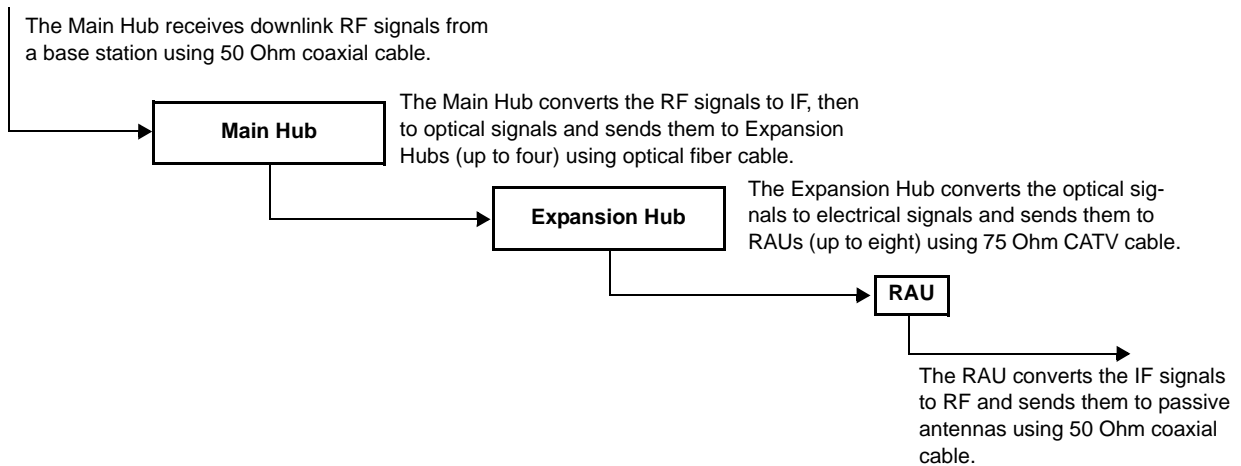 The Main Hub receives downlink RF signals from
a base station using 50 Ohm coaxial cable.
Main Hub
The Main Hub converts the RF signals to IF, then
to optical signals and sends them to Expansion
Hubs (up to four) using optical fiber cable.
Expansion Hub
The Expansion Hub converts the optical sig-
nals to electrical signals and sends them to
RAUs (up to eight) using 75 Ohm CATV cable.
RAU
The RAU converts the IF signals
to RF and sends them to passive
antennas using 50 Ohm coaxial
cable.